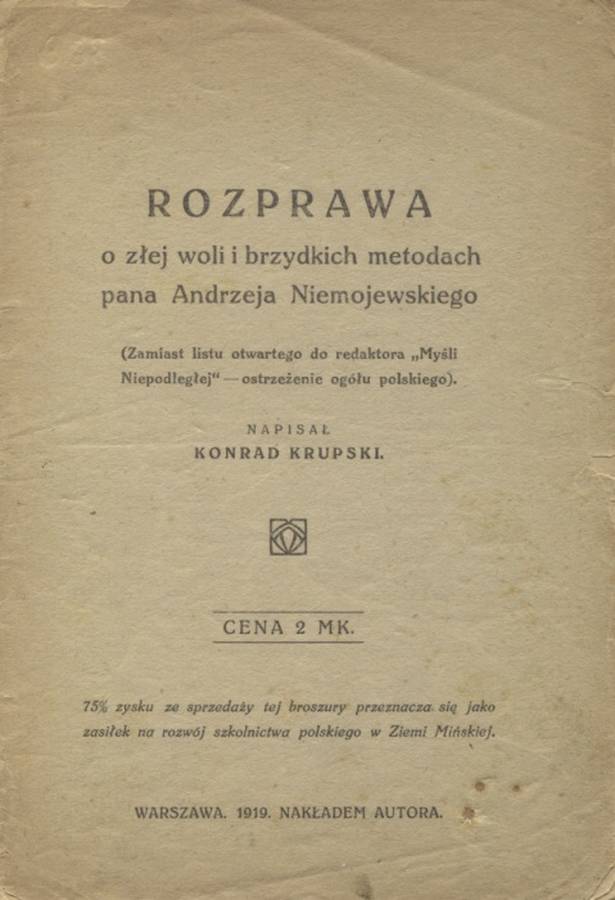 ROZPRAWA
o złej woli i brzydkich metodach
pana Andrzeja Niemojewskiego
(Zamiast listu otwartego do redaktora „Myśli
Niepodległej“ — ostrzeżenie ogółu polskiego).
NAPISAŁ
KONRAD KRUPSKI.
CENA 2 MK.
75% zysku ze sprzedaży tej broszury przeznacza się jako
zasiłek na rozwój szkolnictwa polskiego w Ziemi Mińskiej.
WARSZAWA. 1919. NAKŁADEM AUTORA.